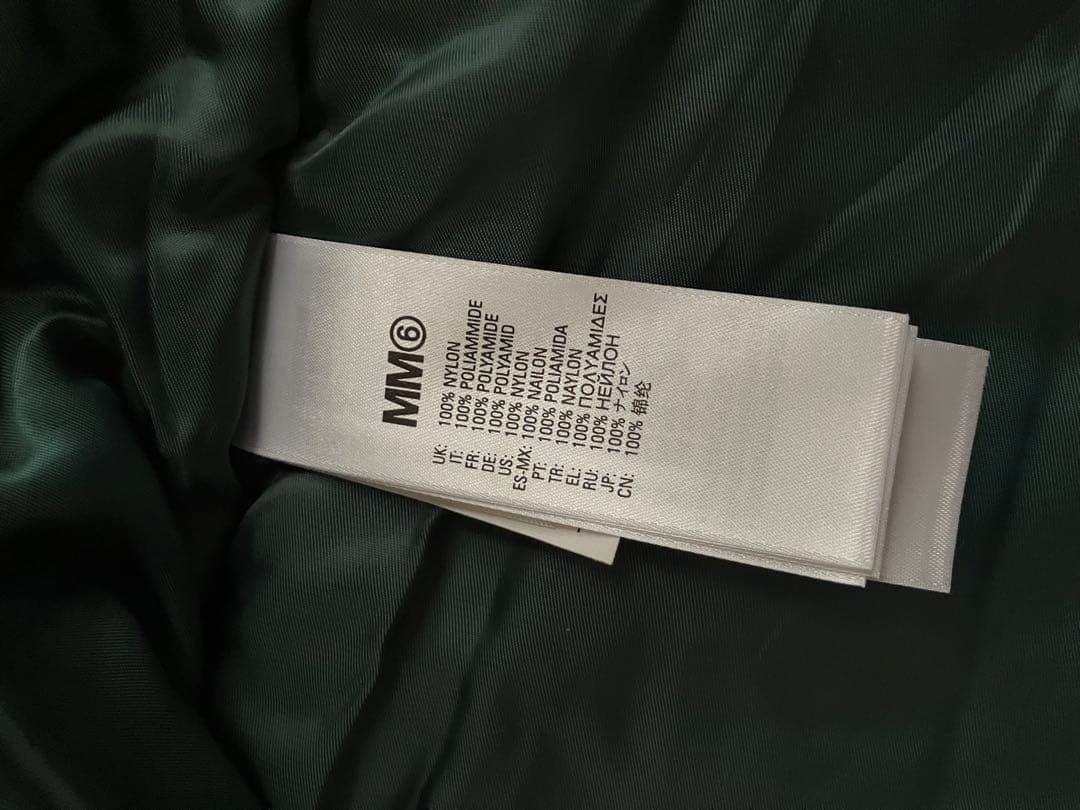 MM⑥
UK: 100% NYLON
IT: 100% POLIAMMIDE
FR: 100% POLYAMIDE
DE: 100% POLYAMID
US: 100% NYLON
ES-MX: 100% NAILON
PT: 100% POLIAMIDA
TR: 100% NAYLON
EL: 100% ΠΟΛΥΑΜΙΔΕΣ
RU: 100% НЕЙЛОН
JP: 100% ナイロン
CN: 100% 锦纶